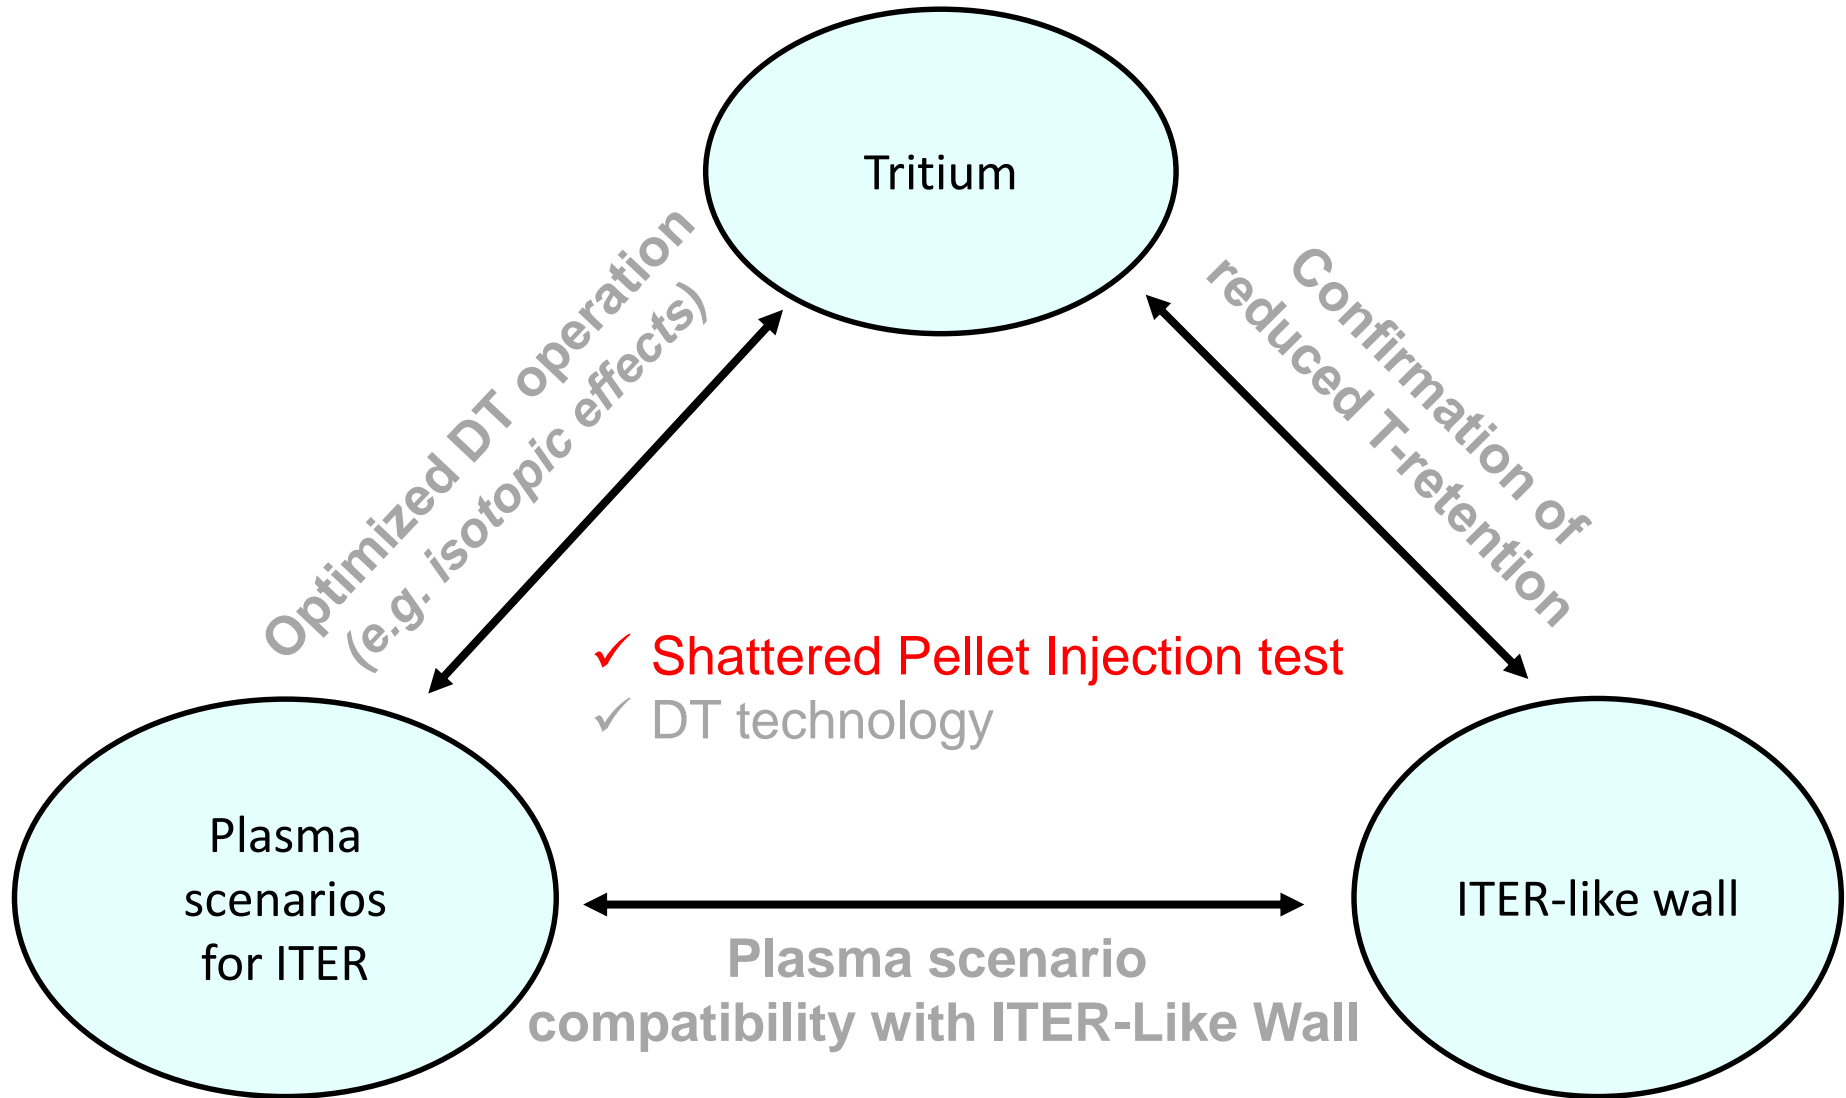 Tritium
Optimized DT operation
(e.g. isotopic effects)
Confirmation of
reduced T-retention
✓ Shattered Pellet Injection test
✓ DT technology
Plasma
scenarios
for ITER
ITER-like wall
Plasma scenario
compatibility with ITER-Like Wall